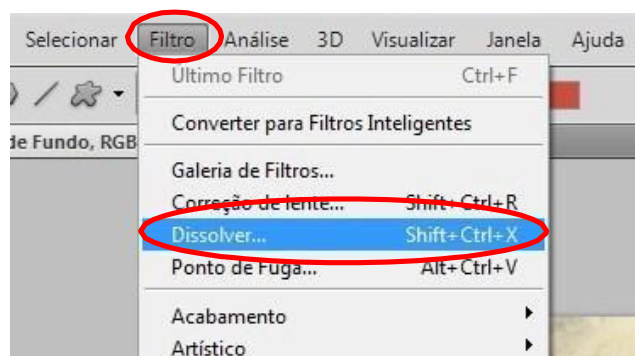 Selecionar Filtro Análise 3D Visualizar Janela Ajuda
Último Filtro Ctrl+F
Converter para Filtros Inteligentes
de Fundo, RGB
Galeria de Filtros...
Correção de lente... Shift+Ctrl+R
Dissolver... Shift+Ctrl+X
Ponto de Fuga... Alt+Ctrl+V
Acabamento
Artístico